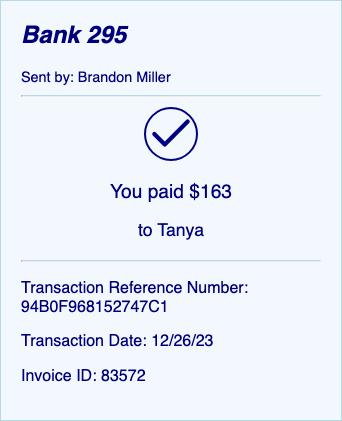 Bank 295
Sent by: Brandon Miller
You paid $163
to Tanya
Transaction Reference Number:
94B0F968152747C1
Transaction Date: 12/26/23
Invoice ID: 83572